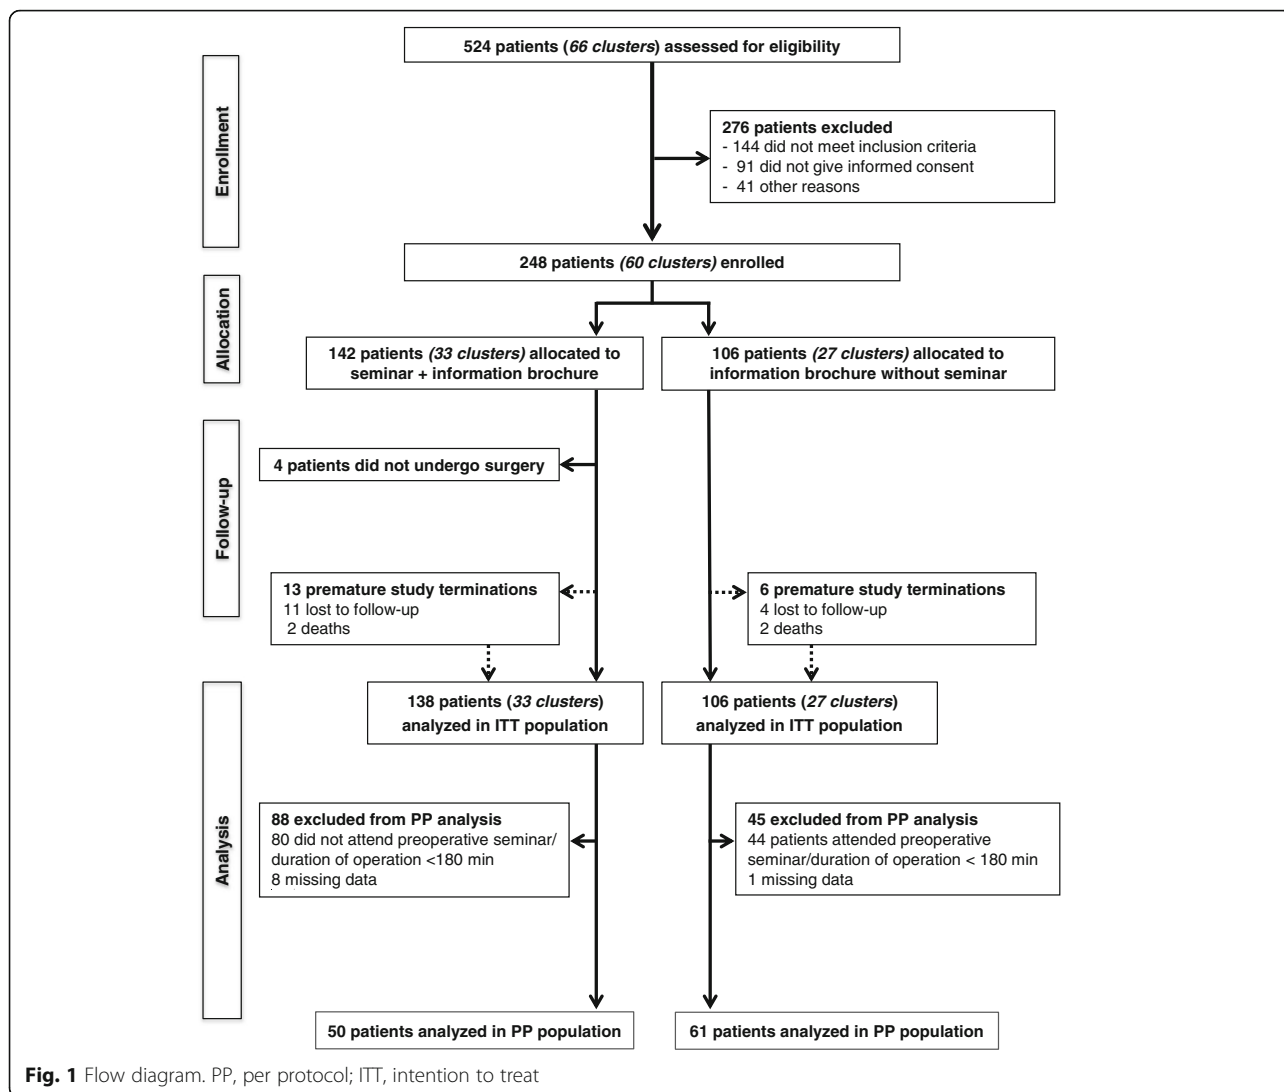 524 patients (66 clusters) assessed for eligibility
Enrollment
276 patients excluded
- 144 did not meet inclusion criteria
- 91 did not give informed consent
- 41 other reasons
248 patients (60 clusters) enrolled
Allocation
142 patients (33 clusters) allocated to
seminar + information brochure
106 patients (27 clusters) allocated to
information brochure without seminar
Follow-up
4 patients did not undergo surgery
13 premature study terminations
11 lost to follow-up
2 deaths
6 premature study terminations
4 lost to follow-up
2 deaths
Analysis
138 patients (33 clusters)
analyzed in ITT population
106 patients (27 clusters)
analyzed in ITT population
88 excluded from PP analysis
80 did not attend preoperative seminar/
duration of operation <180 min
8 missing data
45 excluded from PP analysis
44 patients attended preoperative
seminar/duration of operation < 180 min
1 missing data
50 patients analyzed in PP population
61 patients analyzed in PP population
Fig. 1 Flow diagram. PP, per protocol; ITT, intention to treat